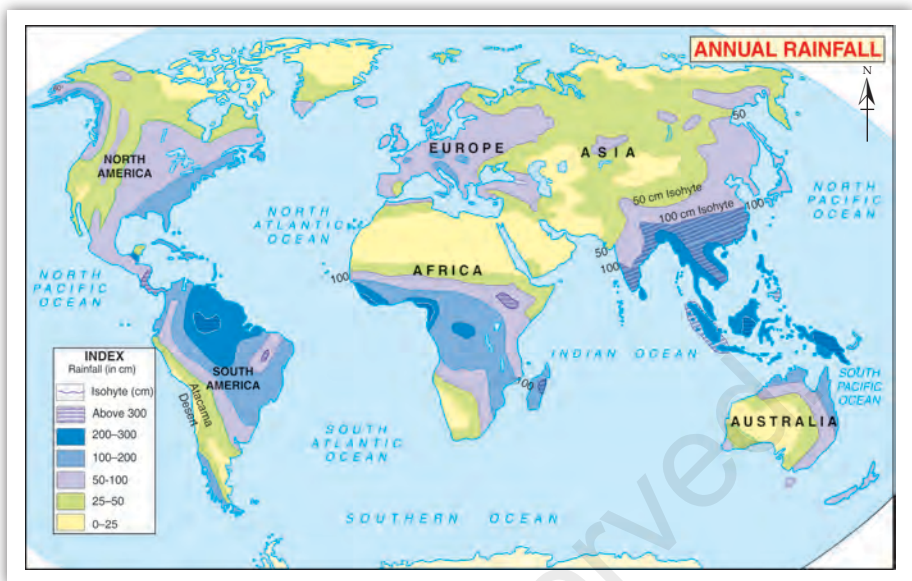 ANNUAL RAINFALL
N
EUROPE
ASIA
NORTH
AMERICA
50
50 cm Isohyte
100 cm Isohyte
100
NORTH
ATLANTIC
OCEAN
NORTH
PACIFIC
OCEAN
AFRICA
100
50
100
NORTH
PACIFIC
OCEAN
INDIAN OCEAN
INDEX
Rainfall (in cm)
Isohyte (cm)
Above 300
200–300
100–200
50-100
25–50
0–25
SOUTH
AMERICA
Atacama
Desert
100
SOUTH
PACIFIC
OCEAN
AUSTRALIA
SOUTH
ATLANTIC
OCEAN
SOUTHERN OCEAN